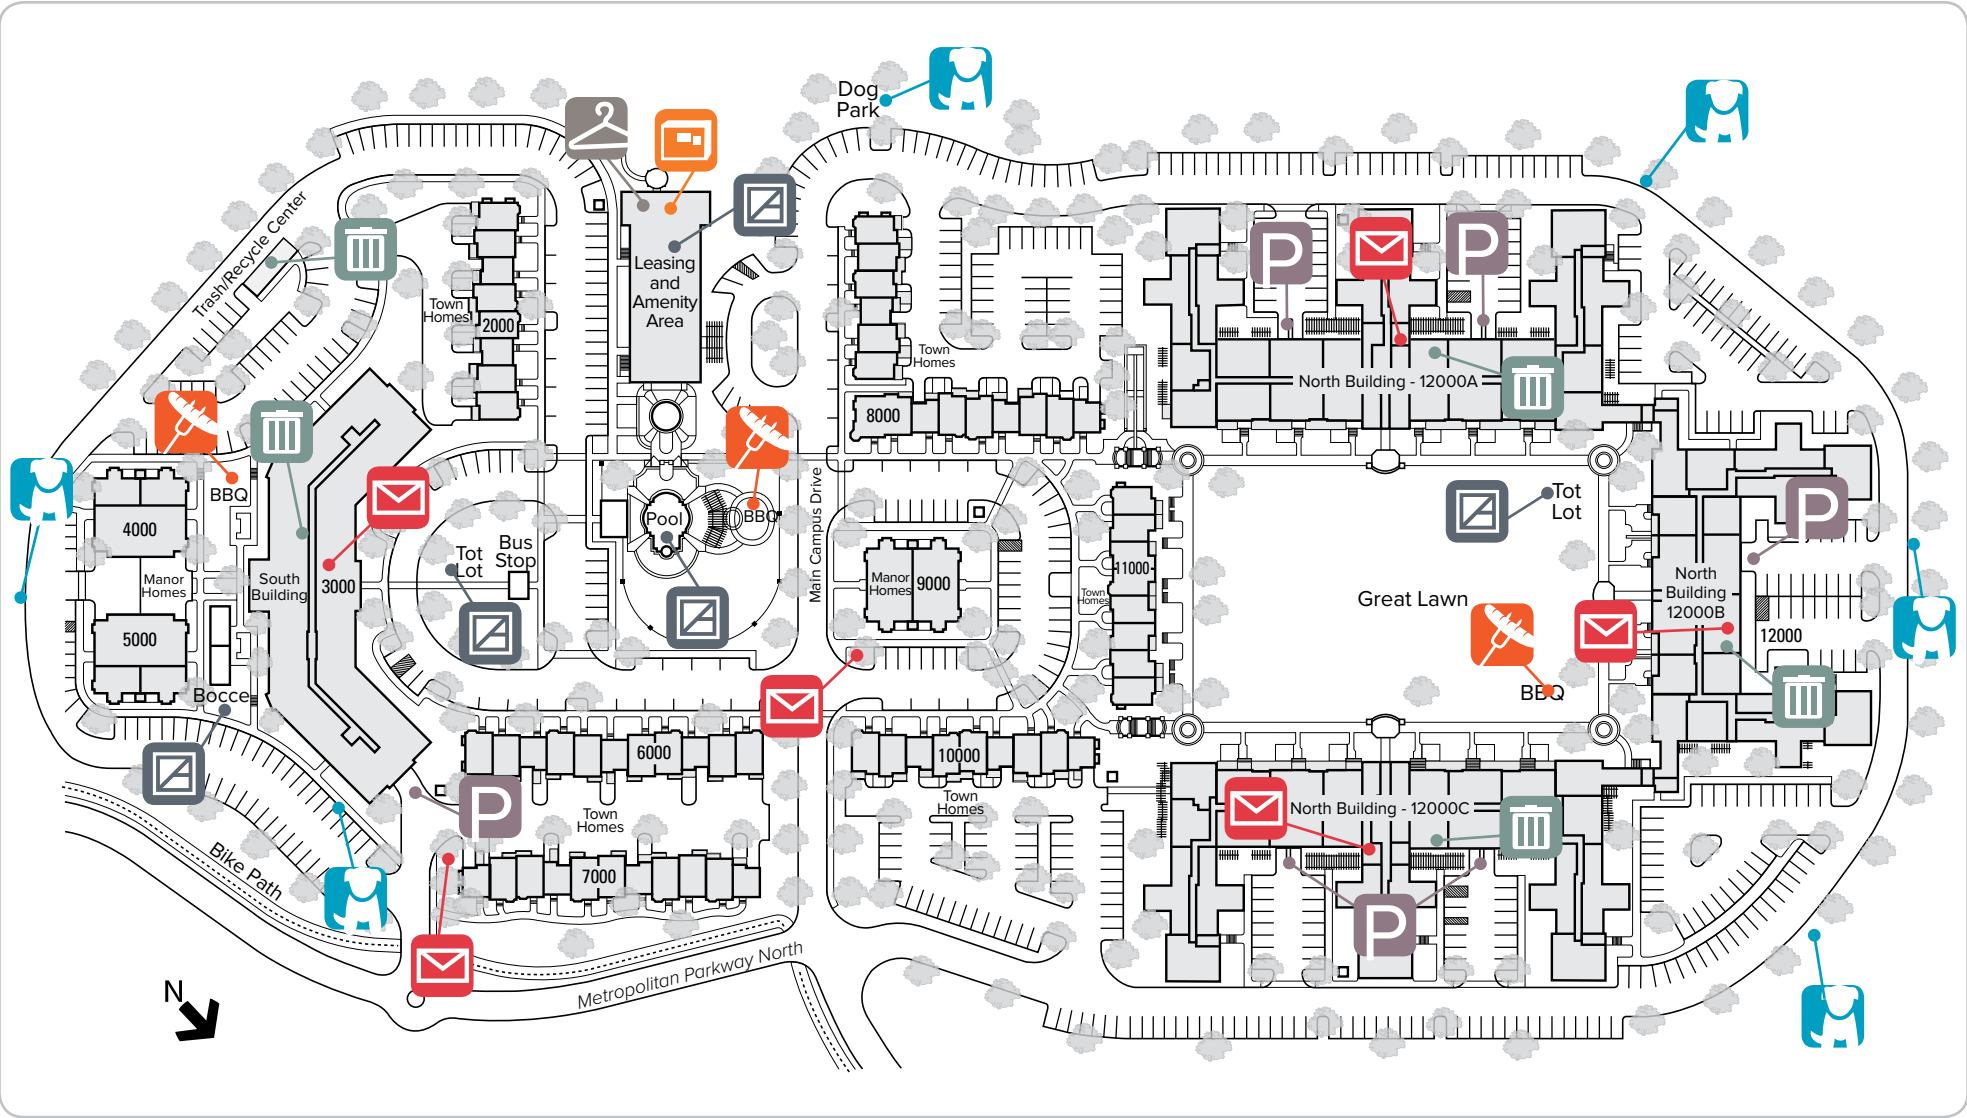 Dog
Park
Trash/Recycle Center
Leasing
and
Amenity
Area
Town
Homes
2000
Town
Homes
8000
P
P
North Building - 12000A
BBQ
4000
Manor
Homes
5000
South
Building
3000
Tot
Lot
Bus
Stop
Pool
BBQ
Main Campus Drive
Manor
Homes
9000
11000
Town
Homes
Tot
Lot
Great Lawn
BBQ
P
North
Building
12000B
12000
Bocce
6000
10000
P
Town
Homes
Town
Homes
7000
North Building - 12000C
P
Bike Path
Metropolitan Parkway North
N